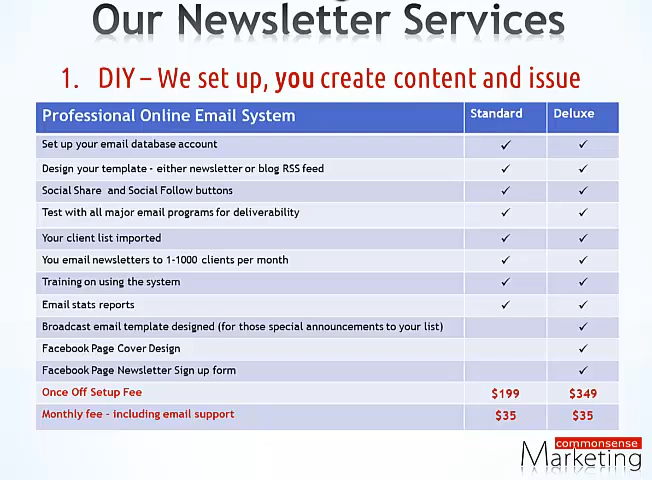 Our Newsletter Services
1. DIY – We set up, you create content and issue
Professional Online Email System Standard Deluxe
Set up your email database account ✓ ✓
Design your template - either newsletter or blog RSS feed ✓ ✓
Social Share and Social Follow buttons ✓ ✓
Test with all major email programs for deliverability ✓ ✓
Your client list imported ✓ ✓
You email newsletters to 1-1000 clients per month ✓ ✓
Training on using the system ✓ ✓
Email stats reports ✓ ✓
Broadcast email template designed (for those special announcements to your list) ✓
Facebook Page Cover Design ✓
Facebook Page Newsletter Sign up form ✓
Once Off Setup Fee $199 $349
Monthly fee - including email support $35 $35
commonsense
Marketing